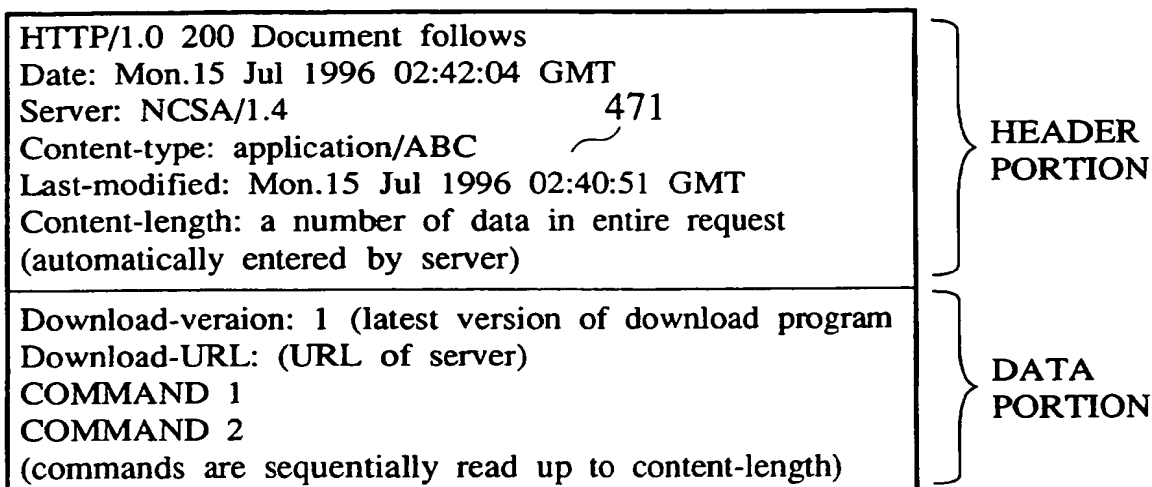 HTTP/1.0 200 Document follows
Date: Mon.15 Jul 1996 02:42:04 GMT
Server: NCSA/1.4
471
Content-type: application/ABC
Last-modified: Mon.15 Jul 1996 02:40:51 GMT
Content-length: a number of data in entire request
(automatically entered by server)
HEADER
PORTION
Download-veraion: 1 (latest version of download program
Download-URL: (URL of server)
COMMAND 1
COMMAND 2
(commands are sequentially read up to content-length)
DATA
PORTION